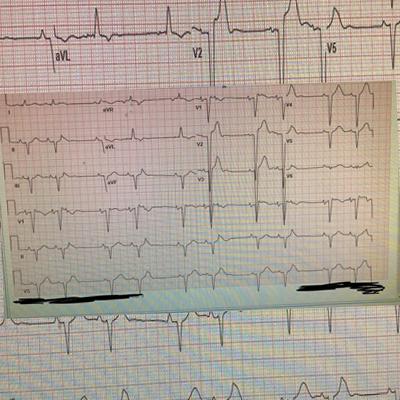 aVL V2 V5
I aVR V1 V4
II aVL V2 V5
III aVF V3 V6
V1
II
V5